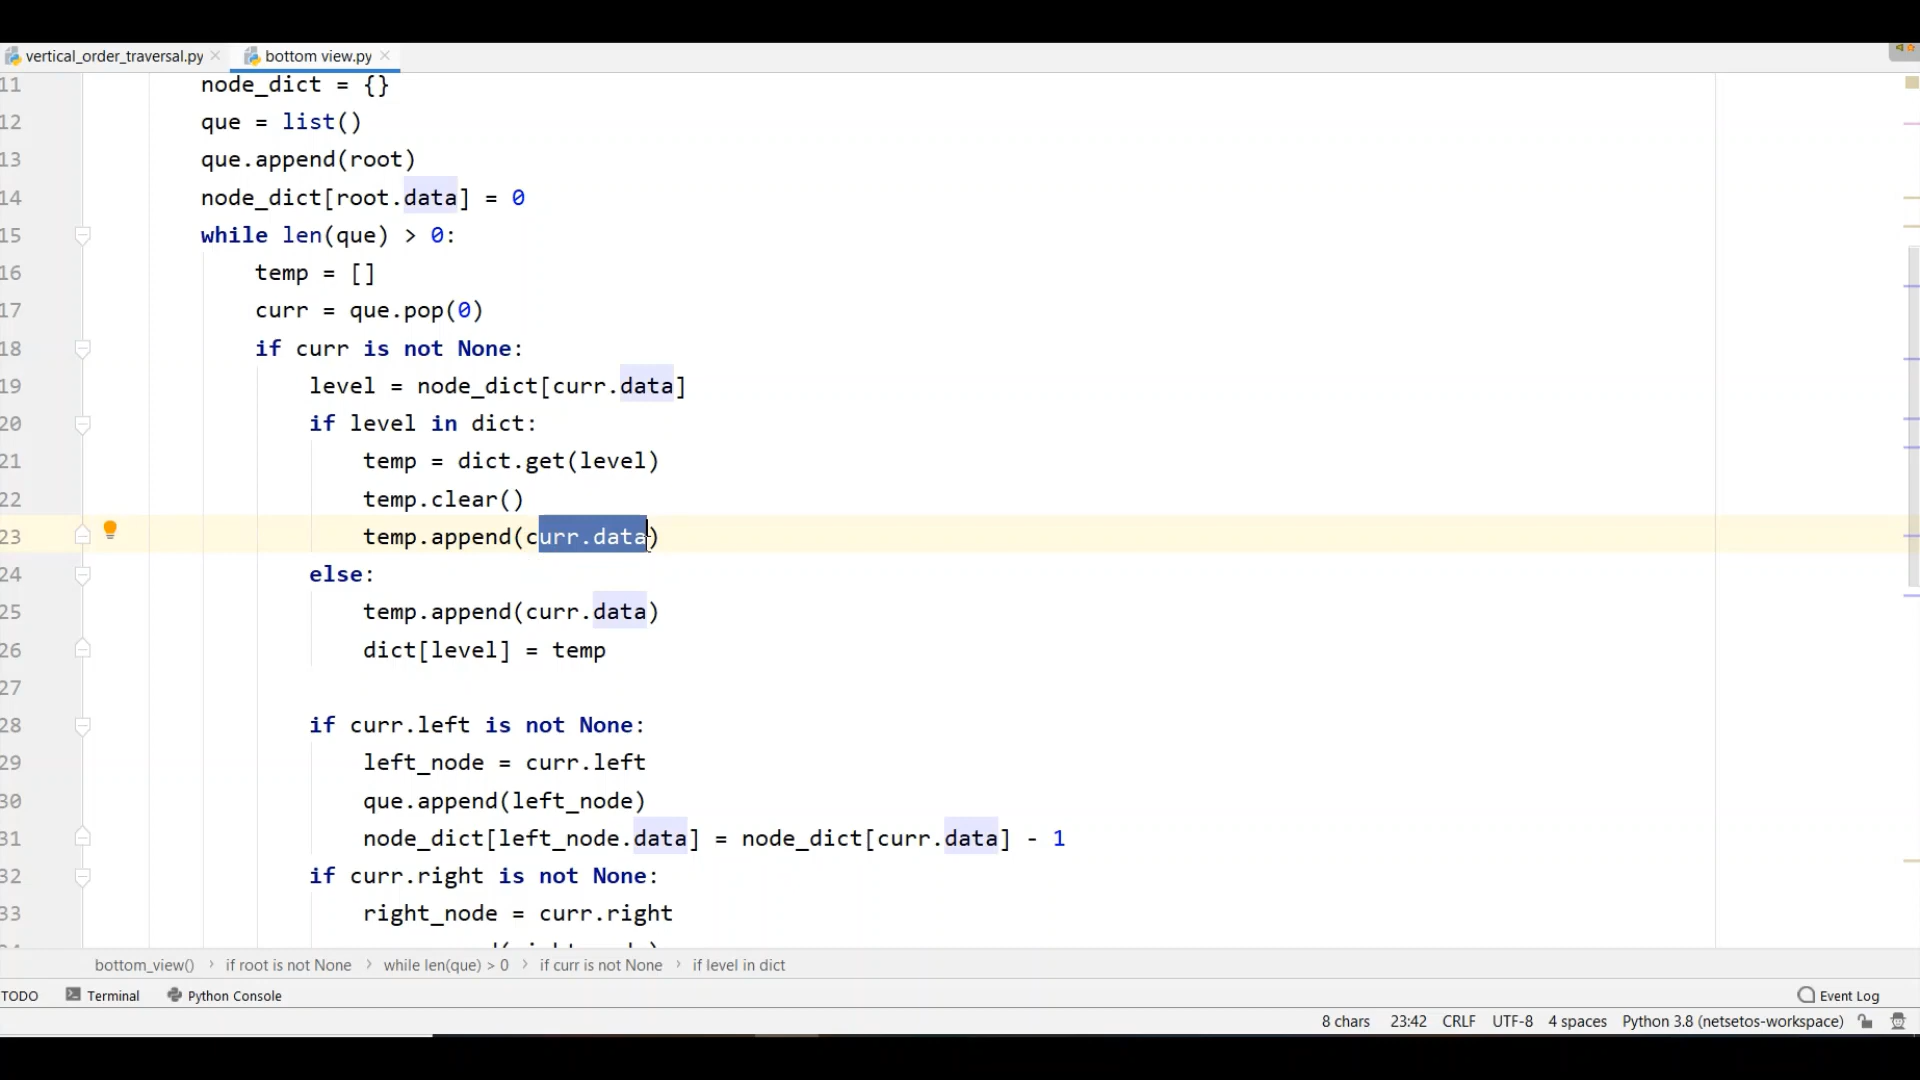 vertical_order_traversal.py
bottom view.py
11 node_dict = {}
12 que = list()
13 que.append(root)
14 node_dict[root.data] = 0
15 while len(que) > 0:
16 temp = []
17 curr = que.pop(0)
18 if curr is not None:
19 level = node_dict[curr.data]
20 if level in dict:
21 temp = dict.get(level)
22 temp.clear()
23 temp.append(curr.data)
24 else:
25 temp.append(curr.data)
26 dict[level] = temp
27
28 if curr.left is not None:
29 left_node = curr.left
30 que.append(left_node)
31 node_dict[left_node.data] = node_dict[curr.data] - 1
32 if curr.right is not None:
33 right_node = curr.right
bottom_view() › if root is not None › while len(que) > 0 › if curr is not None › if level in dict
TODO Terminal Python Console Event Log
8 chars 23:42 CRLF UTF-8 4 spaces Python 3.8 (netsetos-workspace)